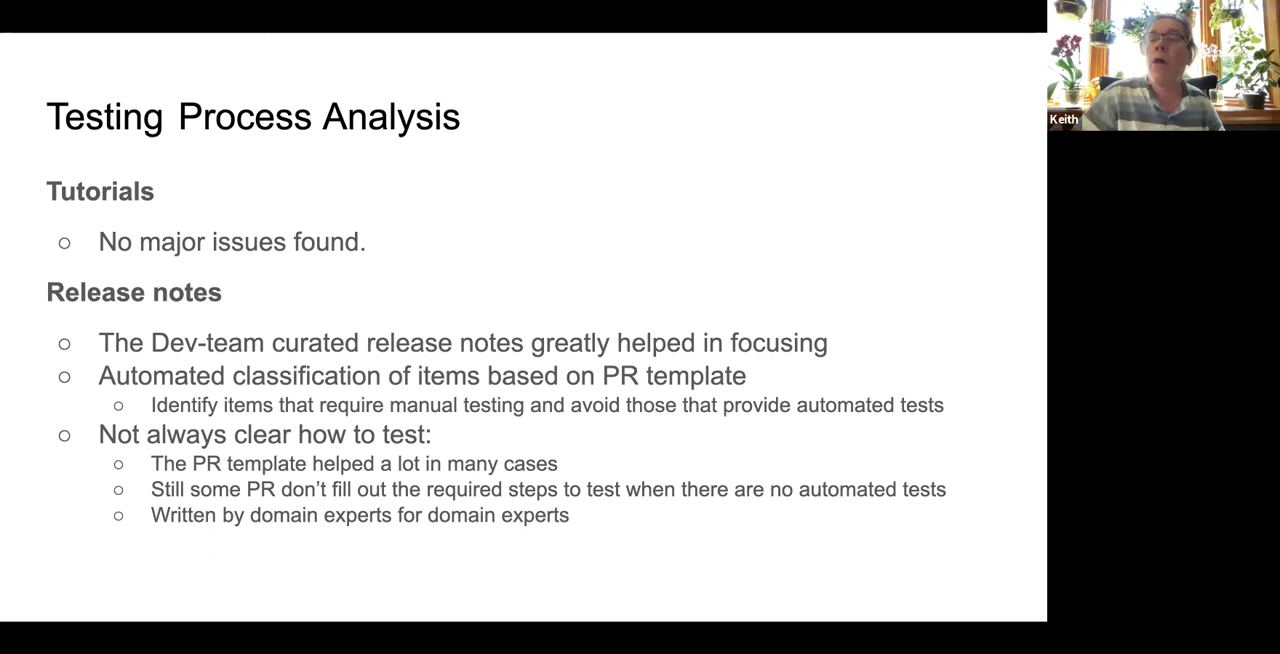 Testing Process Analysis
Tutorials
○ No major issues found.
Release notes
○ The Dev-team curated release notes greatly helped in focusing
○ Automated classification of items based on PR template
○ Identify items that require manual testing and avoid those that provide automated tests
○ Not always clear how to test:
○ The PR template helped a lot in many cases
○ Still some PR don’t fill out the required steps to test when there are no automated tests
○ Written by domain experts for domain experts
Keith